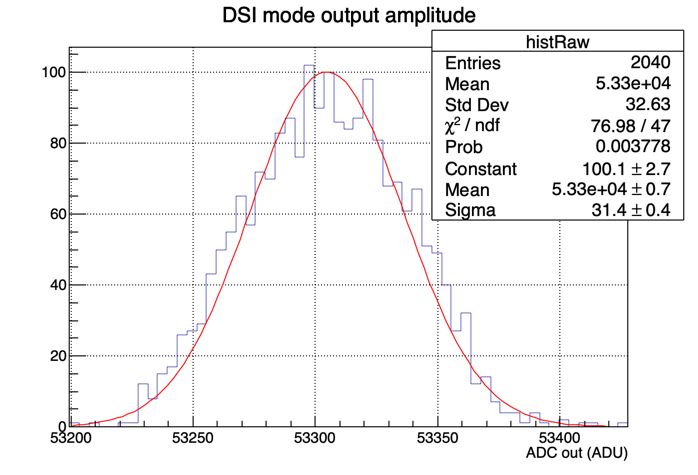 DSI mode output amplitude
histRaw
Entries 2040
Mean 5.33e+04
Std Dev 32.63
χ² / ndf 76.98 / 47
Prob 0.003778
Constant 100.1 ± 2.7
Mean 5.33e+04 ± 0.7
Sigma 31.4 ± 0.4
100
80
60
40
20
0
53200 53250 53300 53350 53400
ADC out (ADU)